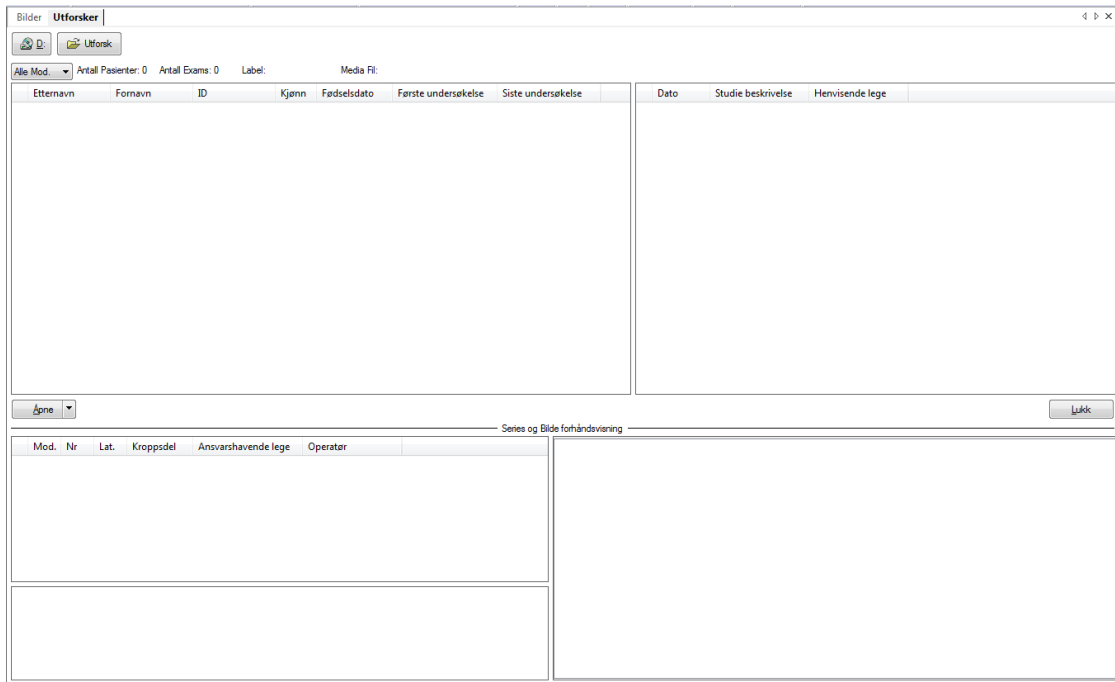 Bilder Utforsker
D: Utforsk
Alle Mod. Antall Pasienter: 0 Antall Exams: 0 Label: Media Fil:
Etternavn Fornavn ID Kjønn Fødselsdato Første undersøkelse Siste undersøkelse Dato Studie beskrivelse Henvisende lege
Åpne Lukk
Series og Bilde forhåndsvisning
Mod. Nr Lat. Kroppsdel Ansvarshavende lege Operatør